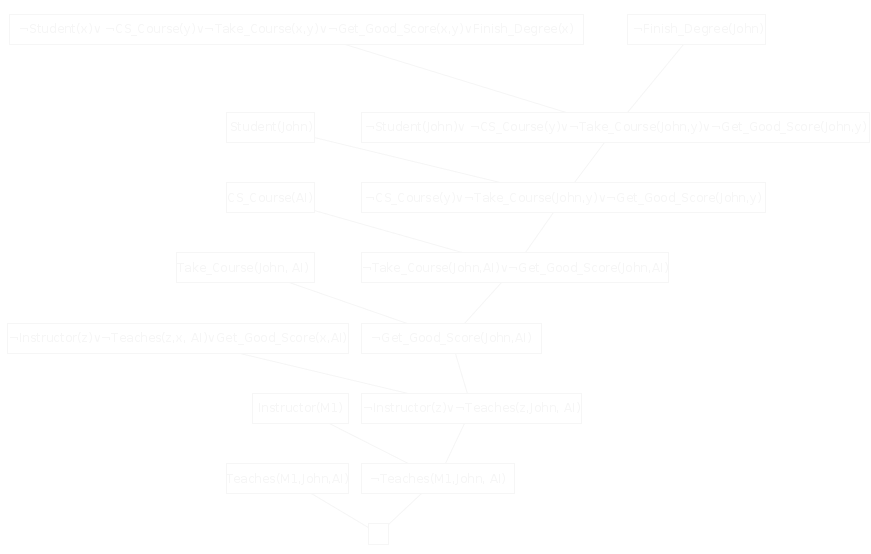 ¬Student(x)∨ ¬CS_Course(y)∨¬Take_Course(x,y)∨¬Get_Good_Score(x,y)∨Finish_Degree(x)
¬Finish_Degree(John)
Student(John)
¬Student(John)∨ ¬CS_Course(y)∨¬Take_Course(John,y)∨¬Get_Good_Score(John,y)
CS_Course(AI)
¬CS_Course(y)∨¬Take_Course(John,y)∨¬Get_Good_Score(John,y)
Take_Course(John, AI)
¬Take_Course(John,AI)∨¬Get_Good_Score(John,AI)
¬Instructor(z)∨¬Teaches(z,x, AI)∨Get_Good_Score(x,AI)
¬Get_Good_Score(John,AI)
Instructor(M1)
¬Instructor(z)∨¬Teaches(z,John, AI)
Teaches(M1,John,AI)
¬Teaches(M1,John, AI)